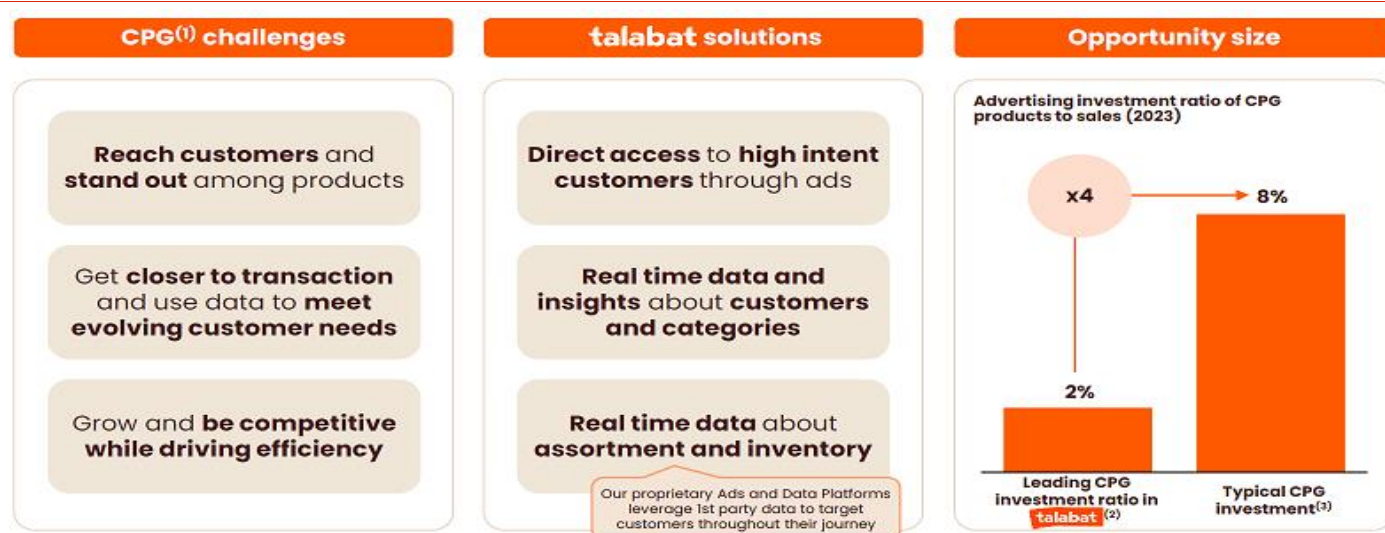 CPG(1) challenges
Reach customers and
stand out among products
Get closer to transaction
and use data to meet
evolving customer needs
Grow and be competitive
while driving efficiency
talabat solutions
Direct access to high intent
customers through ads
Real time data and
insights about customers
and categories
Real time data about
assortment and inventory
Our proprietary Ads and Data Platforms
leverage 1st party data to target
customers throughout their journey
Opportunity size
Advertising investment ratio of CPG
products to sales (2023)
x4
8%
2%
Leading CPG
investment ratio in
talabat (2)
Typical CPG
investment(3)